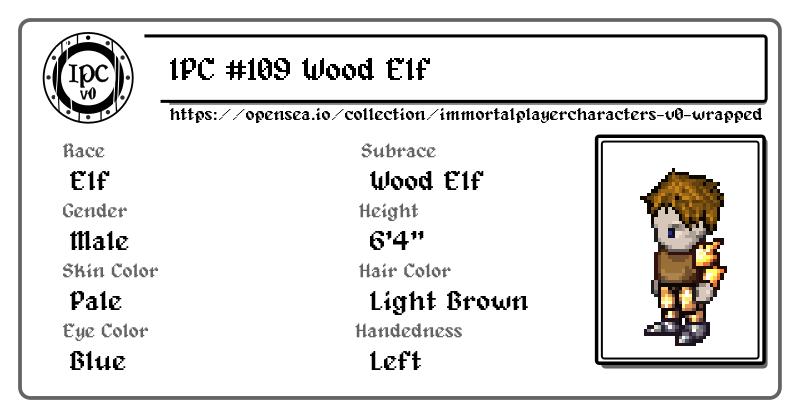 IPC
v0
IPC #109 Wood Elf
https://opensea.io/collection/immortalplayercharacters-v0-wrapped
Race
Elf
Subrace
Wood Elf
Gender
Male
Height
6'4"
Skin Color
Pale
Hair Color
Light Brown
Eye Color
Blue
Handedness
Left